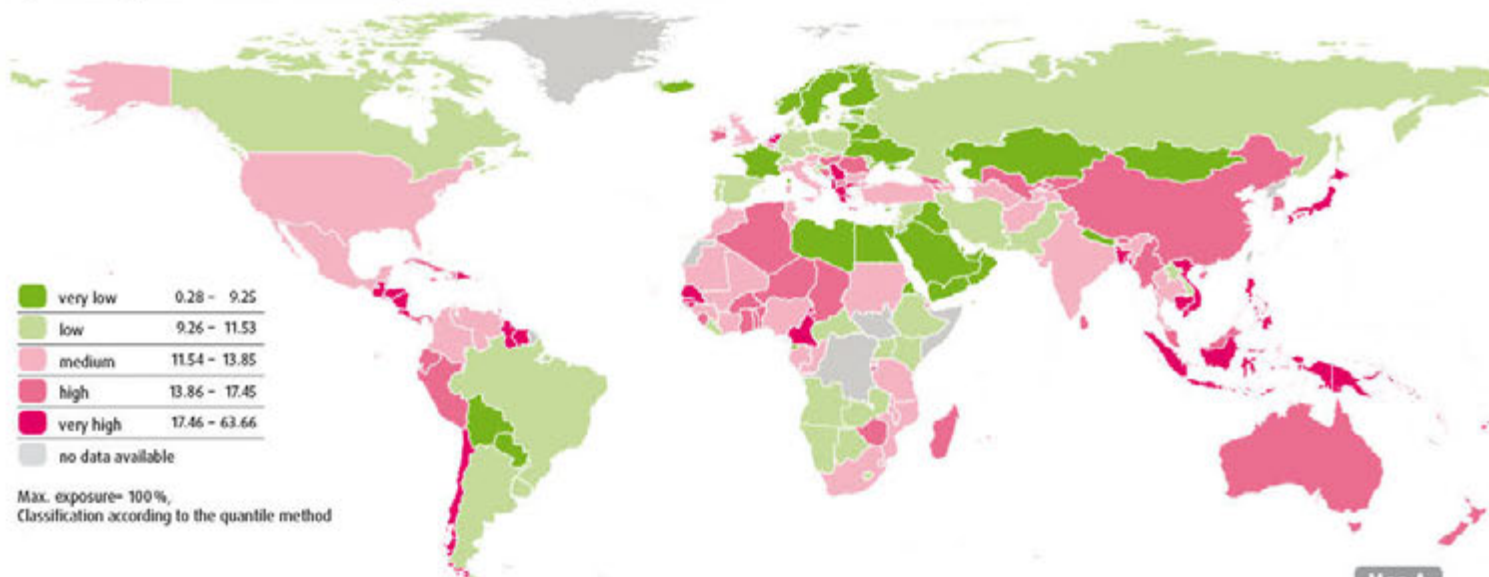 very low 0.28 – 9.25
low 9.26 – 11.53
medium 11.54 – 13.85
high 13.86 – 17.45
very high 17.46 – 63.66
no data available
Max. exposure= 100%,
Classification according to the quantile method